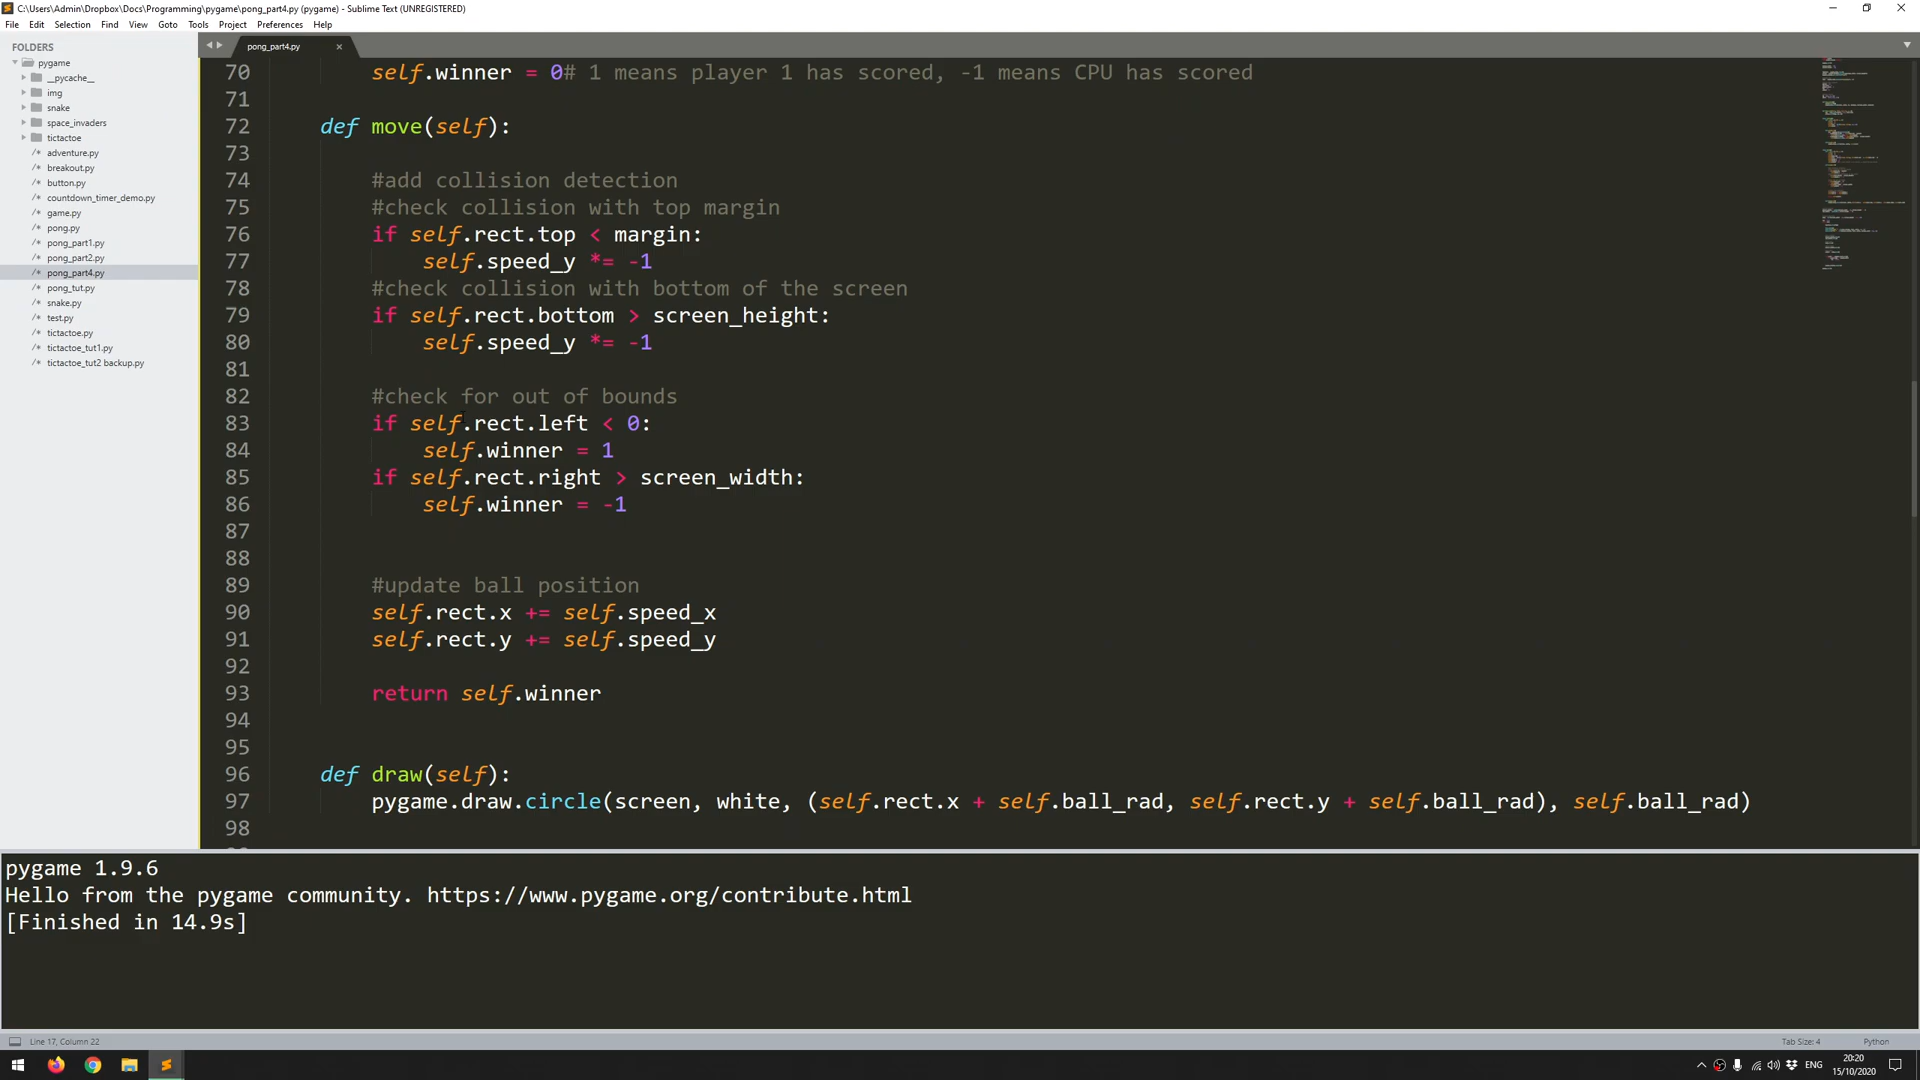 C:\Users\Admin\Dropbox\Docs\Programming\pygame\pong_part4.py (pygame) - Sublime Text (UNREGISTERED)
File Edit Selection Find View Goto Tools Project Preferences Help
FOLDERS
pygame
__pycache__
img
snake
space_invaders
tictactoe
/* adventure.py
/* breakout.py
/* button.py
/* countdown_timer_demo.py
/* game.py
/* pong.py
/* pong_part1.py
/* pong_part2.py
/* pong_part4.py
/* pong_tut.py
/* snake.py
/* test.py
/* tictactoe.py
/* tictactoe_tut1.py
/* tictactoe_tut2 backup.py
pong_part4.py
70 self.winner = 0# 1 means player 1 has scored, -1 means CPU has scored
71
72 def move(self):
73
74 #add collision detection
75 #check collision with top margin
76 if self.rect.top < margin:
77 self.speed_y *= -1
78 #check collision with bottom of the screen
79 if self.rect.bottom > screen_height:
80 self.speed_y *= -1
81
82 #check for out of bounds
83 if self.rect.left < 0:
84 self.winner = 1
85 if self.rect.right > screen_width:
86 self.winner = -1
87
88
89 #update ball position
90 self.rect.x += self.speed_x
91 self.rect.y += self.speed_y
92
93 return self.winner
94
95
96 def draw(self):
97 pygame.draw.circle(screen, white, (self.rect.x + self.ball_rad, self.rect.y + self.ball_rad), self.ball_rad)
98
pygame 1.9.6
Hello from the pygame community. https://www.pygame.org/contribute.html
[Finished in 14.9s]
Line 17, Column 22
Tab Size: 4
Python
ENG
20:20
15/10/2020